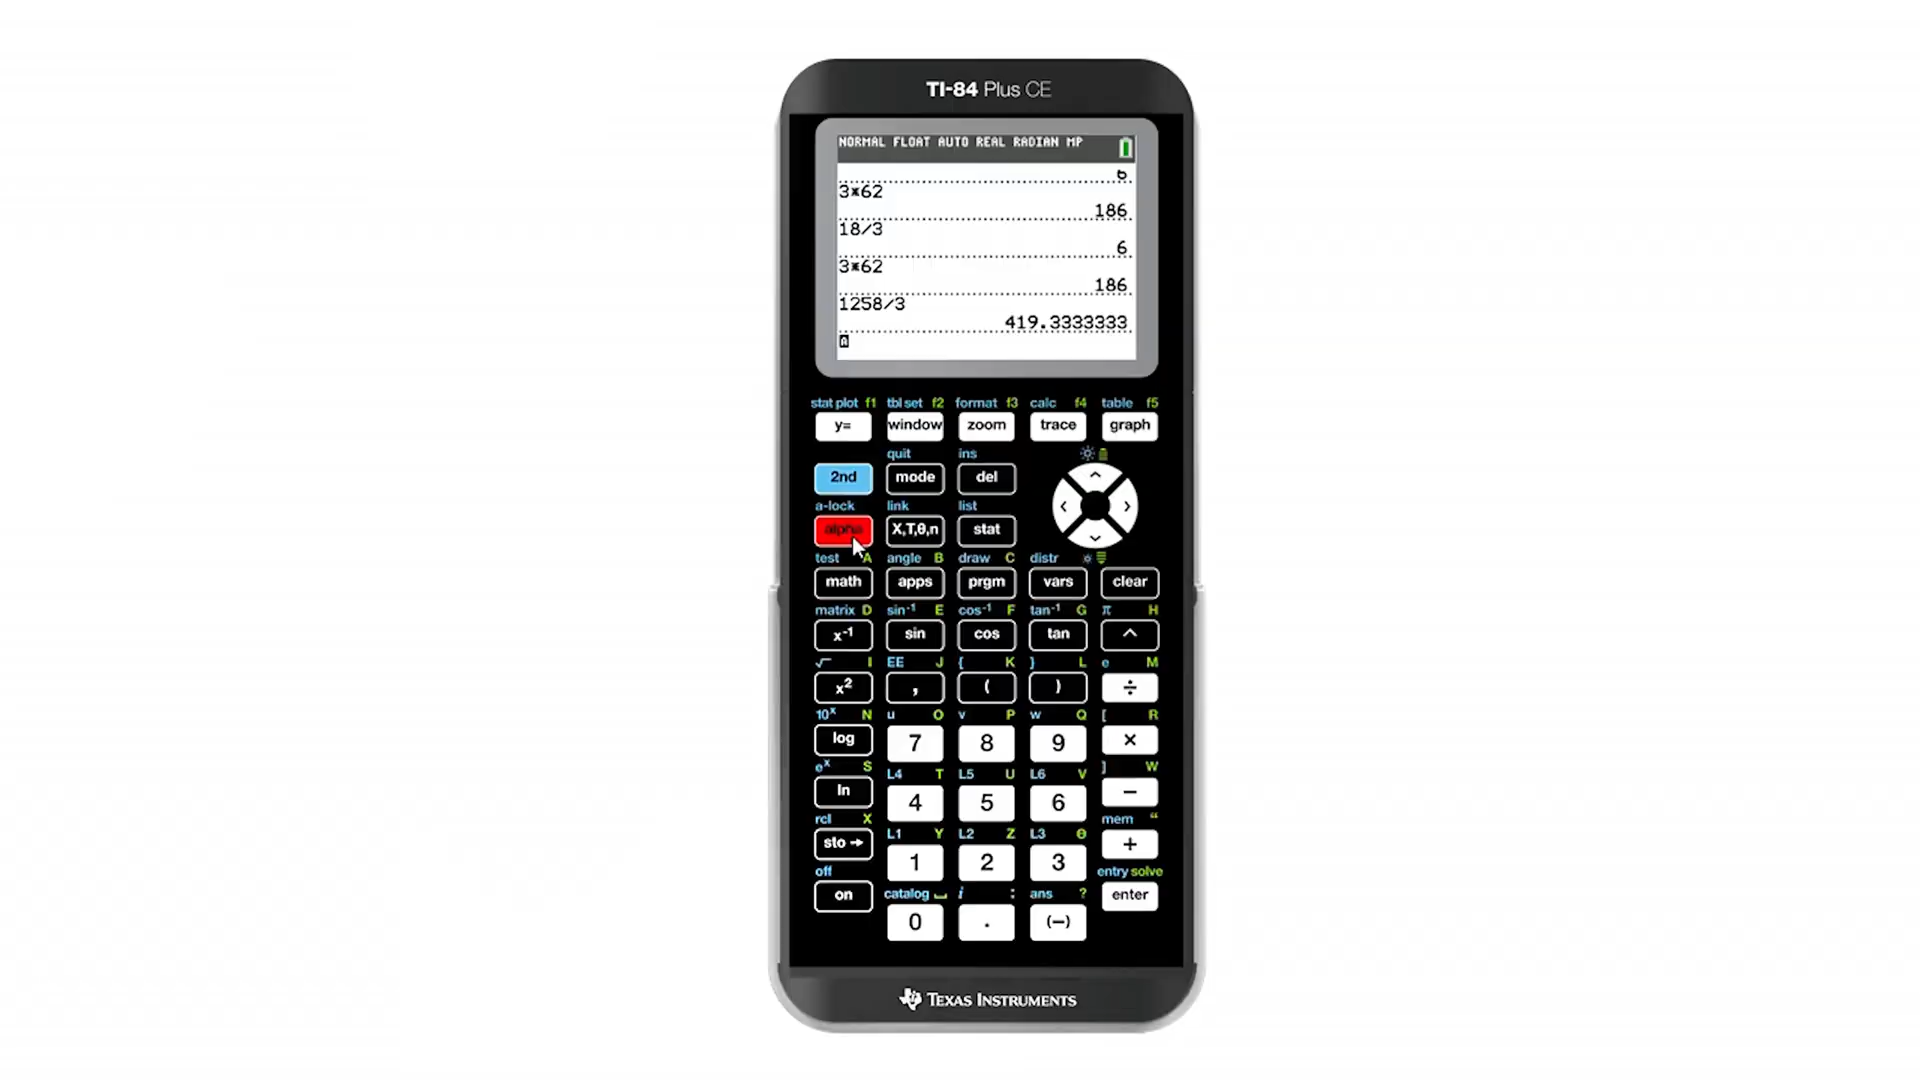 TI-84 Plus CE
NORMAL FLOAT AUTO REAL RADIAN MP
6
3*62
186
18/3
6
3*62
186
1258/3
419.3333333
A
stat plot f1 tbl set f2 format f3 calc f4 table f5
y= window zoom trace graph
quit ins
2nd mode del
a-lock link list
alpha X,T,θ,n stat
test A angle B draw C distr
math apps prgm vars clear
matrix D sin⁻¹ E cos⁻¹ F tan⁻¹ G π H
x⁻¹ sin cos tan ^
√ I EE J { K } L e M
x² , ( ) ÷
10ˣ N u O v P w Q [ R
log 7 8 9 ×
eˣ S L4 T L5 U L6 V ] W
ln 4 5 6 −
rcl X L1 Y L2 Z L3 θ mem “
sto → 1 2 3 +
off catalog ⎵ i : ans ? entry solve
on 0 . (−) enter
TEXAS INSTRUMENTS